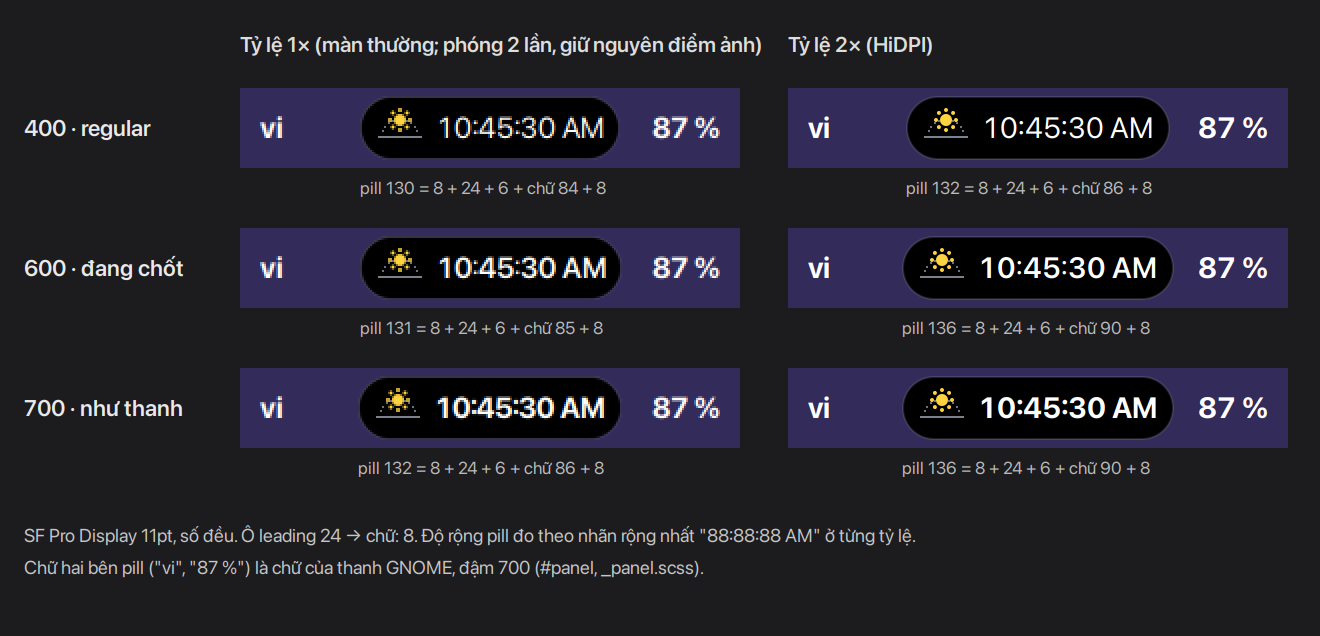 Tỷ lệ 1× (màn thường; phóng 2 lần, giữ nguyên điểm ảnh) Tỷ lệ 2× (HiDPI)
400 · regular vi 10:45:30 AM 87 % vi 10:45:30 AM 87 %
pill 130 = 8 + 24 + 6 + chữ 84 + 8 pill 132 = 8 + 24 + 6 + chữ 86 + 8
600 · đang chốt vi 10:45:30 AM 87 % vi 10:45:30 AM 87 %
pill 131 = 8 + 24 + 6 + chữ 85 + 8 pill 136 = 8 + 24 + 6 + chữ 90 + 8
700 · như thanh vi 10:45:30 AM 87 % vi 10:45:30 AM 87 %
pill 132 = 8 + 24 + 6 + chữ 86 + 8 pill 136 = 8 + 24 + 6 + chữ 90 + 8
SF Pro Display 11pt, số đều. Ô leading 24 → chữ: 8. Độ rộng pill đo theo nhãn rộng nhất "88:88:88 AM" ở từng tỷ lệ.
Chữ hai bên pill ("vi", "87 %") là chữ của thanh GNOME, đậm 700 (#panel, _panel.scss).